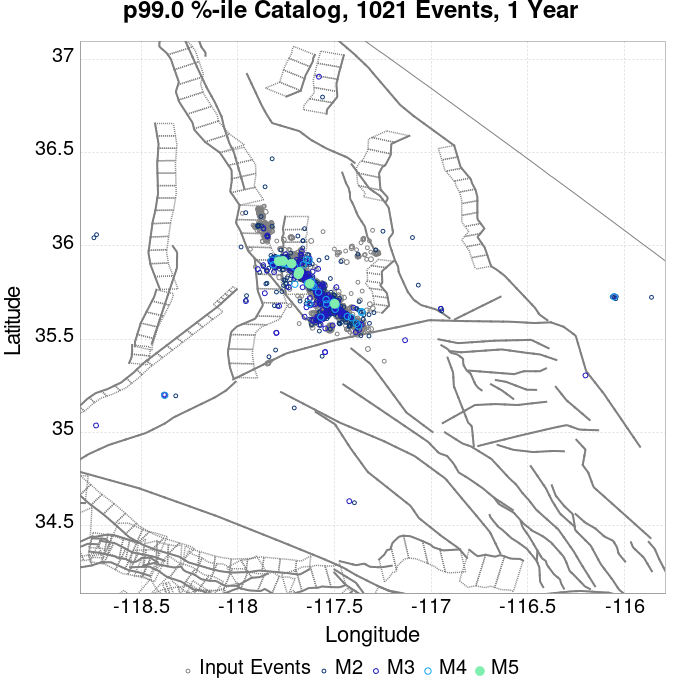 p99.0 %-ile Catalog, 1021 Events, 1 Year
37
36.5
36
35.5
35
34.5
Latitude
-118.5 -118 -117.5 -117 -116.5 -116
Longitude
Input Events M2 M3 M4 M5